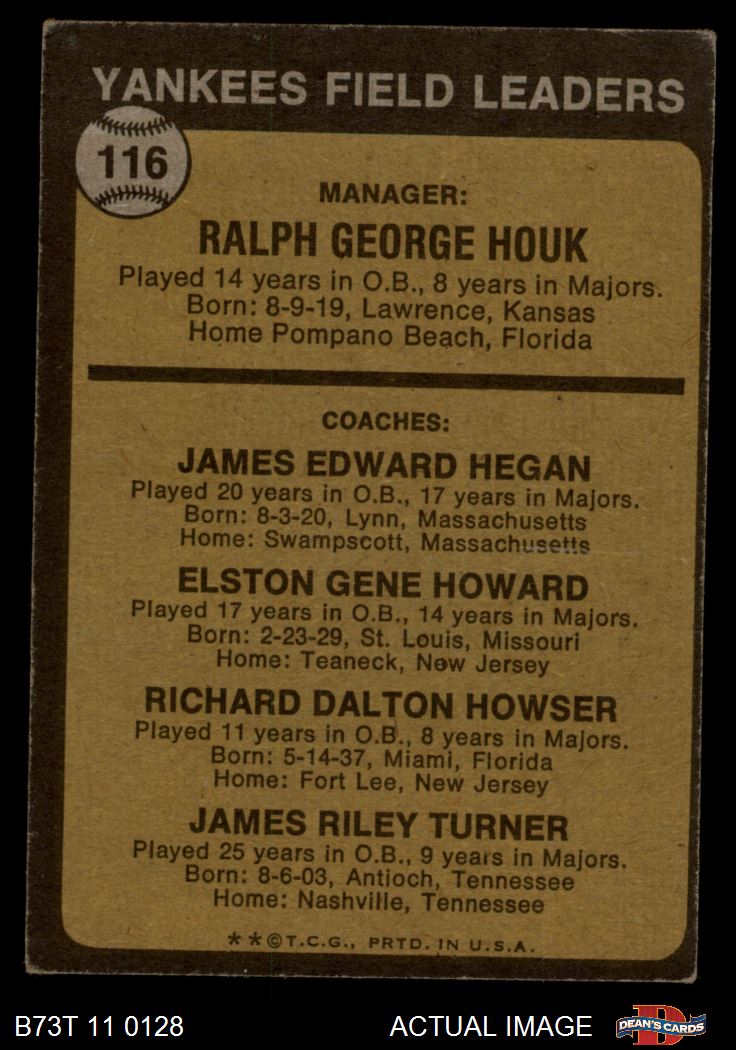 YANKEES FIELD LEADERS
116
MANAGER:
RALPH GEORGE HOUK
Played 14 years in O.B., 8 years in Majors.
Born: 8-9-19, Lawrence, Kansas
Home Pompano Beach, Florida
COACHES:
JAMES EDWARD HEGAN
Played 20 years in O.B., 17 years in Majors.
Born: 8-3-20, Lynn, Massachusetts
Home: Swampscott, Massachusetts
ELSTON GENE HOWARD
Played 17 years in O.B., 14 years in Majors.
Born: 2-23-29, St. Louis, Missouri
Home: Teaneck, New Jersey
RICHARD DALTON HOWSER
Played 11 years in O.B., 8 years in Majors.
Born: 5-14-37, Miami, Florida
Home: Fort Lee, New Jersey
JAMES RILEY TURNER
Played 25 years in O.B., 9 years in Majors.
Born: 8-6-03, Antioch, Tennessee
Home: Nashville, Tennessee
**©T.C.G., PRTD. IN U.S.A.
B73T 11 0128
ACTUAL IMAGE
D
DEAN'S CARDS